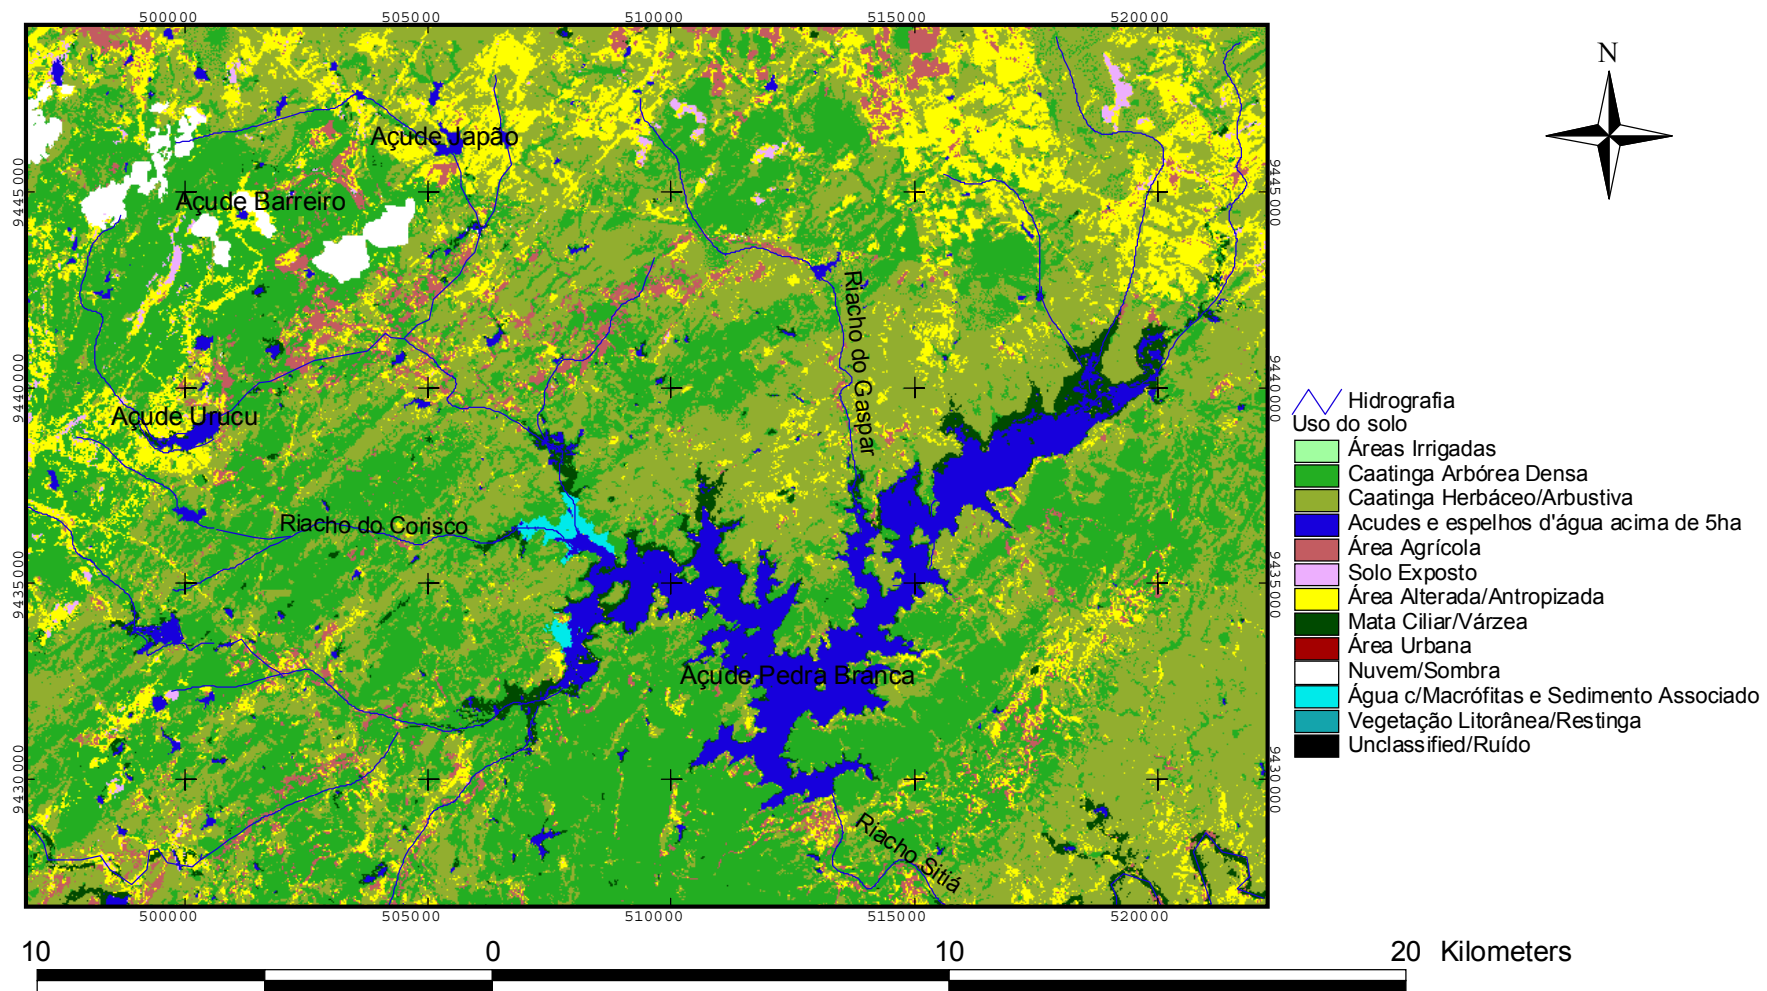 500000 505000 510000 515000 520000
N
Açude Japão
9445000 9445000
Açude Barreiro
Riacho do Gaspar
9440000 9440000
Hidrografia
Açude Urucu
Uso do solo
Áreas Irrigadas
Caatinga Arbórea Densa
Caatinga Herbáceo/Arbustiva
Riacho do Corisco
Acudes e espelhos d'água acima de 5ha
Área Agrícola
9435000 9435000
Solo Exposto
Área Alterada/Antropizada
Mata Ciliar/Várzea
Área Urbana
Açude Pedra Branca
Nuvem/Sombra
Água c/Macrófitas e Sedimento Associado
Vegetação Litorânea/Restinga
Unclassified/Ruído
9430000 9430000
Riacho Sitiá
500000 505000 510000 515000 520000
10 0 10 20 Kilometers